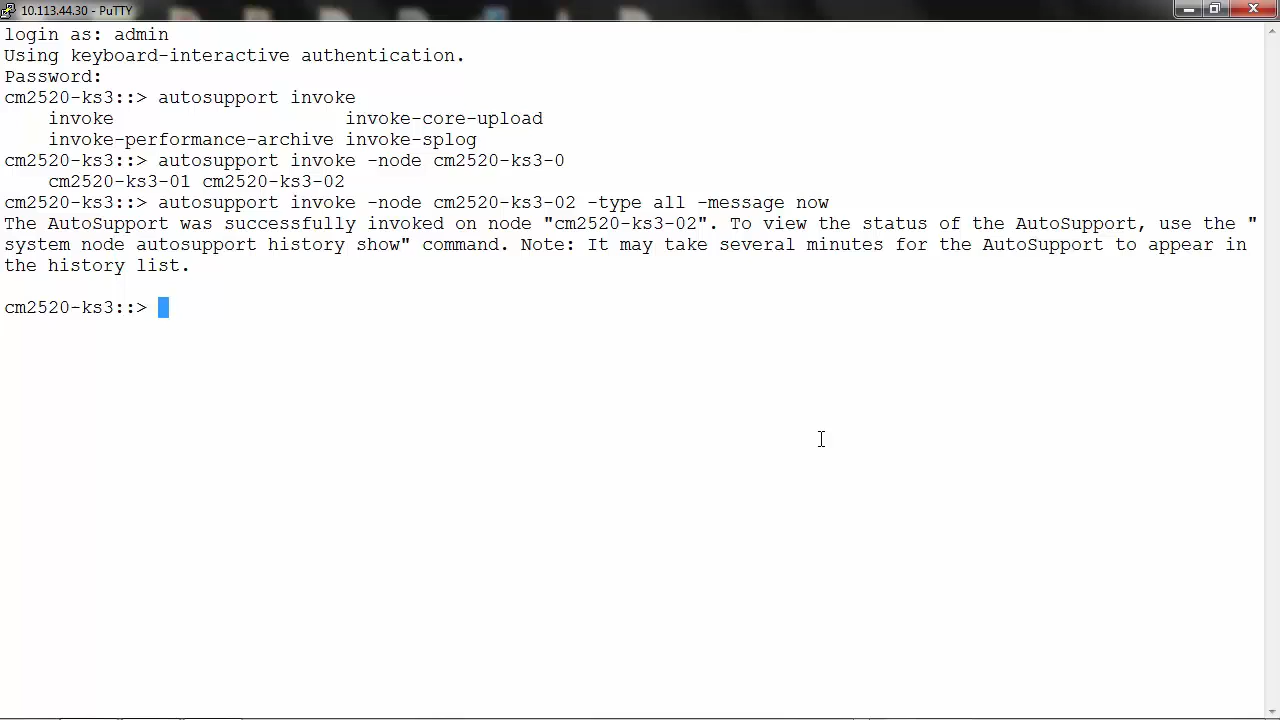 10.113.44.30 - PuTTY
login as: admin
Using keyboard-interactive authentication.
Password:
cm2520-ks3::> autosupport invoke
    invoke                     invoke-core-upload
    invoke-performance-archive invoke-splog
cm2520-ks3::> autosupport invoke -node cm2520-ks3-0
    cm2520-ks3-01 cm2520-ks3-02
cm2520-ks3::> autosupport invoke -node cm2520-ks3-02 -type all -message now
The AutoSupport was successfully invoked on node "cm2520-ks3-02". To view the status of the AutoSupport, use the "
system node autosupport history show" command. Note: It may take several minutes for the AutoSupport to appear in
the history list.
cm2520-ks3::>